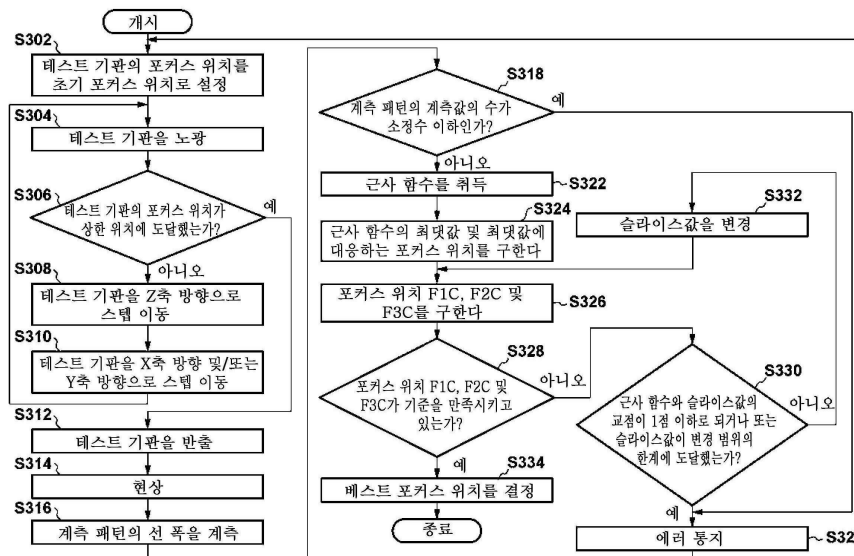 개시
S302
테스트 기판의 포커스 위치를
초기 포커스 위치로 설정
S304
테스트 기판을 노광
S306
테스트 기판의 포커스 위치가
상한 위치에 도달했는가?
예
아니오
S308
테스트 기판을 Z축 방향으로
스텝 이동
S310
테스트 기판을 X축 방향 및/또는
Y축 방향으로 스텝 이동
S312
테스트 기판을 반출
S314
현상
S316
계측 패턴의 선 폭을 계측
S318
계측 패턴의 계측값의 수가
소정수 이하인가?
예
아니오
근사 함수를 취득
S322
S324
근사 함수의 최댓값 및 최댓값에
대응하는 포커스 위치를 구한다
S332
슬라이스값을 변경
포커스 위치 F1C, F2C 및
F3C를 구한다
S326
S328
포커스 위치 F1C, F2C 및
F3C가 기준을 만족시키고
있는가?
아니오
예
S330
근사 함수와 슬라이스값의
교점이 1점 이하로 되거나 또는
슬라이스값이 변경 범위의
한계에 도달했는가?
아니오
예
S334
베스트 포커스 위치를 결정
종료
에러 통지